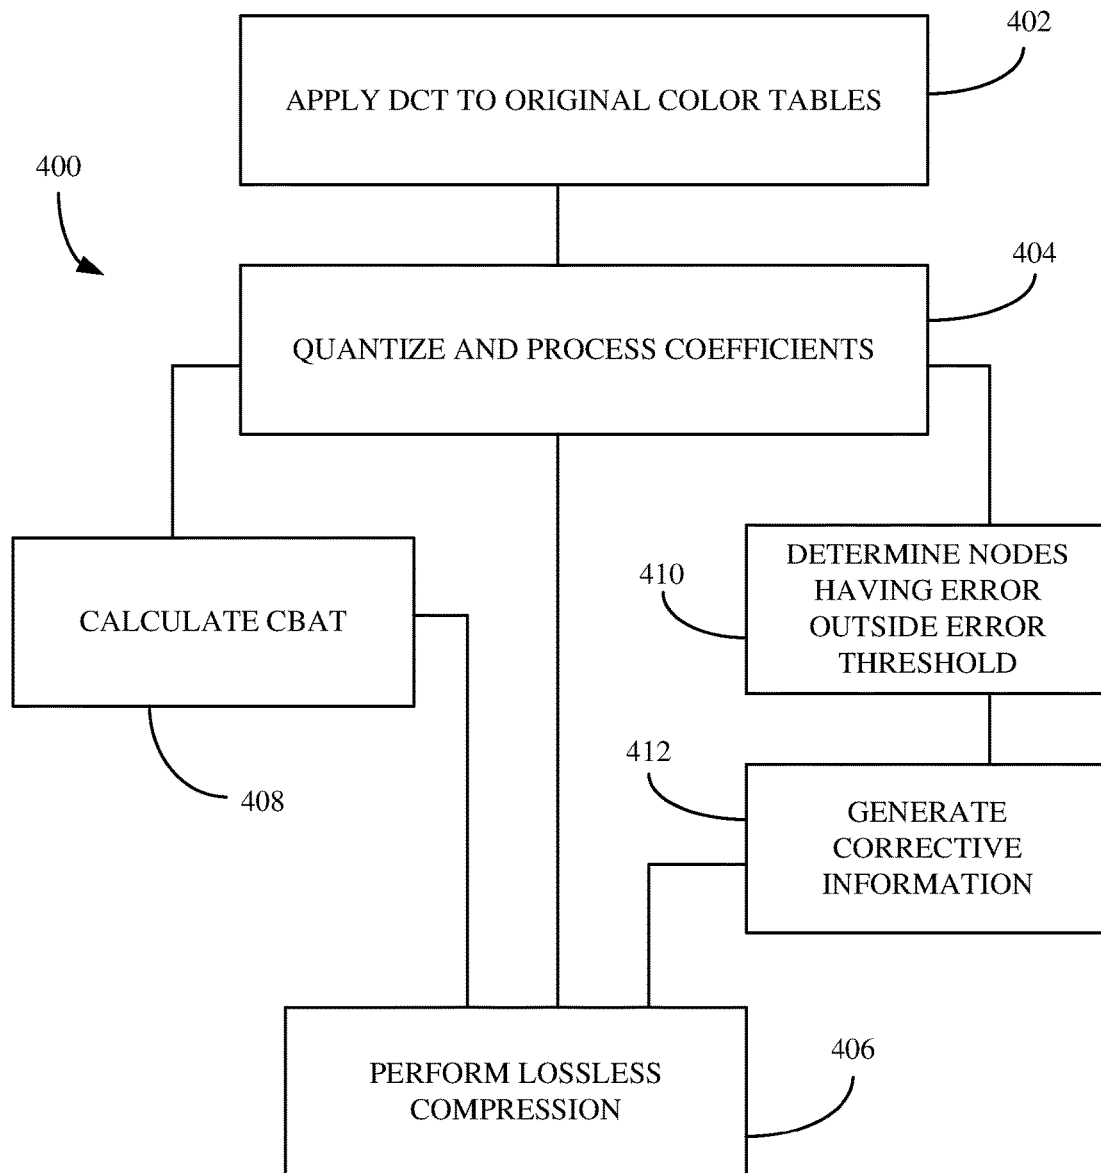 402
APPLY DCT TO ORIGINAL COLOR TABLES
400
404
QUANTIZE AND PROCESS COEFFICIENTS
410
DETERMINE NODES
HAVING ERROR
OUTSIDE ERROR
THRESHOLD
CALCULATE CBAT
408
412
GENERATE
CORRECTIVE
INFORMATION
406
PERFORM LOSSLESS
COMPRESSION